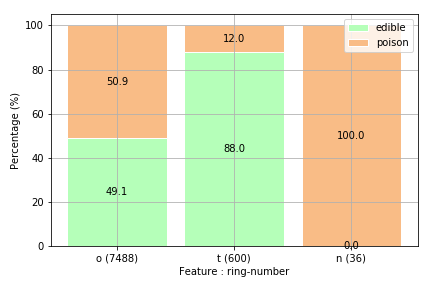 edible
poison
100
80
60
40
20
0
Percentage (%)
50.9
49.1
12.0
88.0
100.0
0.0
o (7488)
t (600)
n (36)
Feature : ring-number